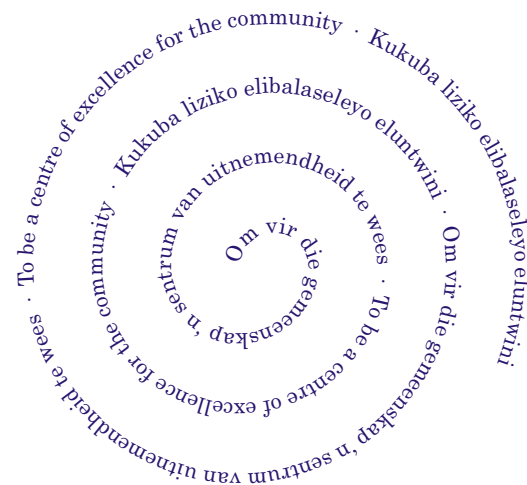 Om vir die gemeenskap 'n sentrum van uitnemendheid te wees · To be a centre of excellence for the community · Kukuba liziko elibalaseleyo eluntwini · Om vir die gemeenskap 'n sentrum van uitnemendheid te wees · To be a centre of excellence for the community · Kukuba liziko elibalaseleyo eluntwini